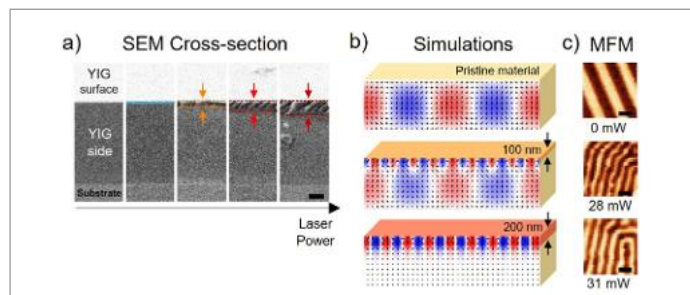 a) SEM Cross-section
YIG
surface
YIG
side
Substrate
Laser
Power
b) Simulations
Pristine material
100 nm
200 nm
c) MFM
0 mW
28 mW
31 mW